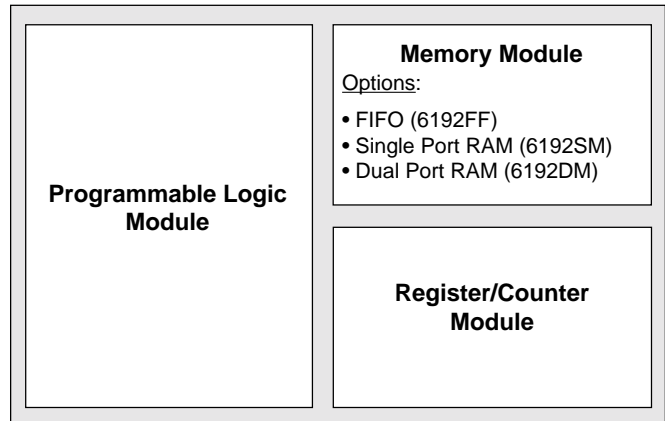 Programmable Logic
Module
Memory Module
Options:
• FIFO (6192FF)
• Single Port RAM (6192SM)
• Dual Port RAM (6192DM)
Register/Counter
Module